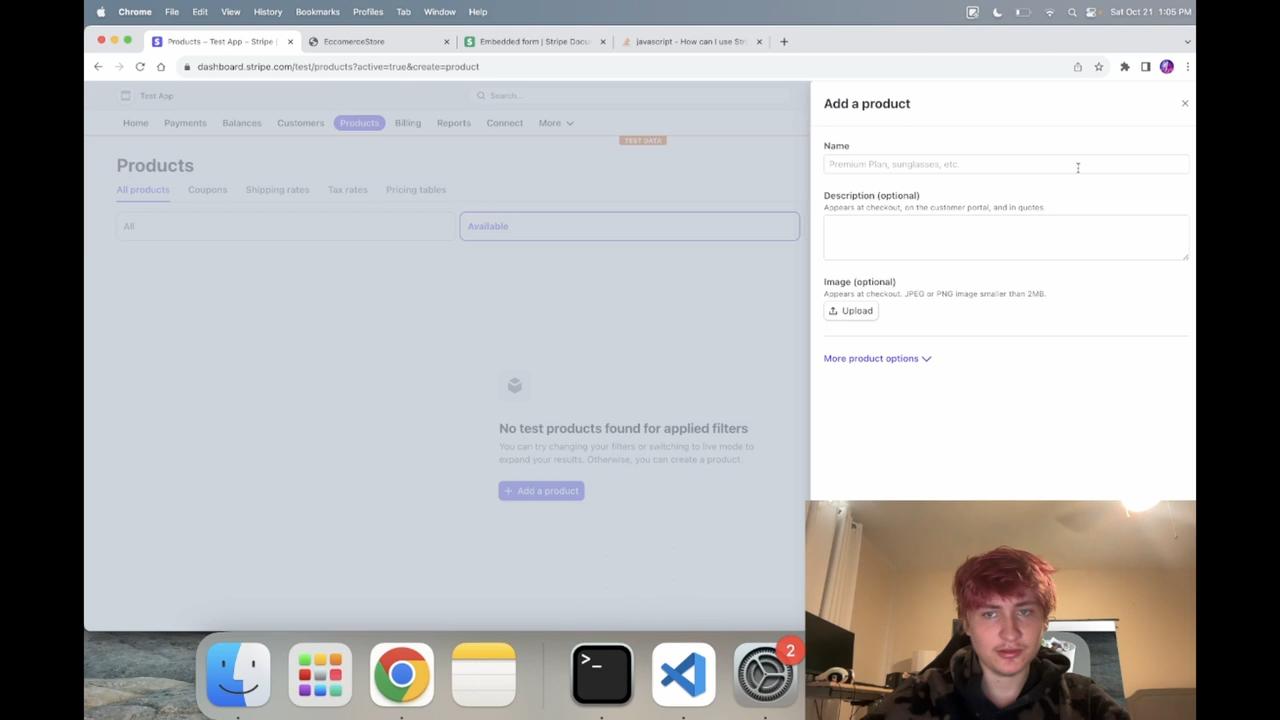 Chrome File Edit View History Bookmarks Profiles Tab Window Help Sat Oct 21 1:05 PM
Products – Test App – Stripe | EccomerceStore Embedded form | Stripe Docu javascript - How can I use Str
dashboard.stripe.com/test/products?active=true&create=product
Test App Search...
Home Payments Balances Customers Products Billing Reports Connect More
TEST DATA
Products
All products Coupons Shipping rates Tax rates Pricing tables
All Available
No test products found for applied filters
You can try changing your filters or switching to live mode to
expand your results. Otherwise, you can create a product.
+ Add a product
Add a product
Name
Premium Plan, sunglasses, etc.
Description (optional)
Appears at checkout, on the customer portal, and in quotes.
Image (optional)
Appears at checkout. JPEG or PNG image smaller than 2MB.
Upload
More product options
>_
2